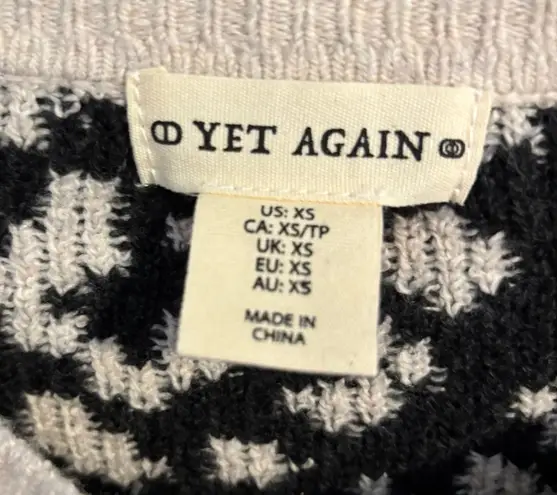 YET AGAIN
US: XS
CA: XS/TP
UK: XS
EU: XS
AU: XS
MADE IN
CHINA